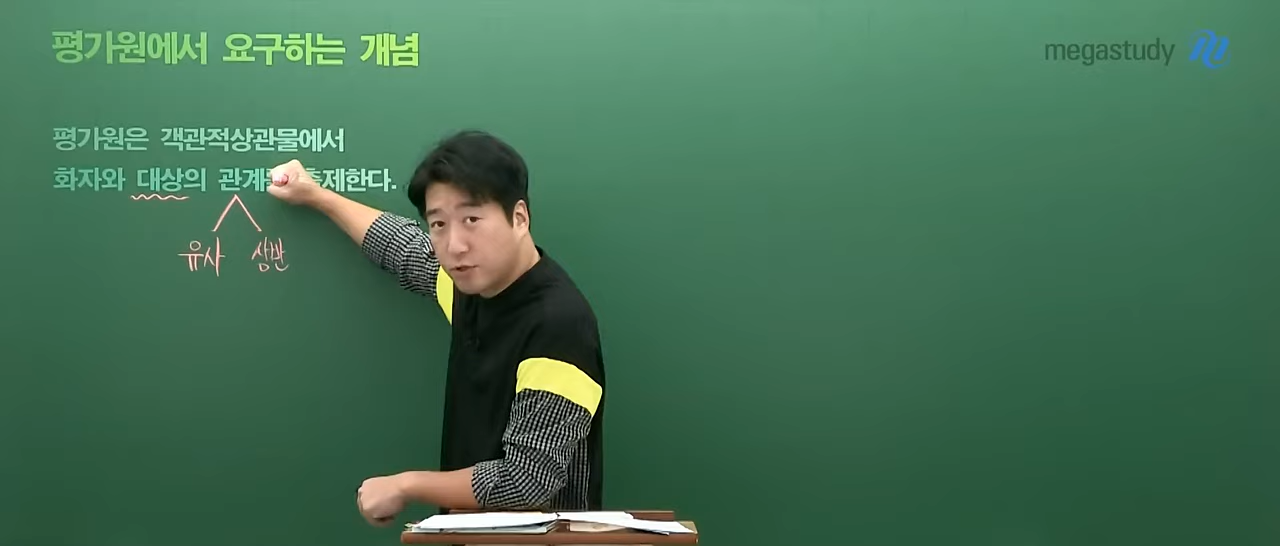 평가원에서 요구하는 개념
megastudy
평가원은 객관적상관물에서
화자와 대상의 관계 출제한다.
유사 상반